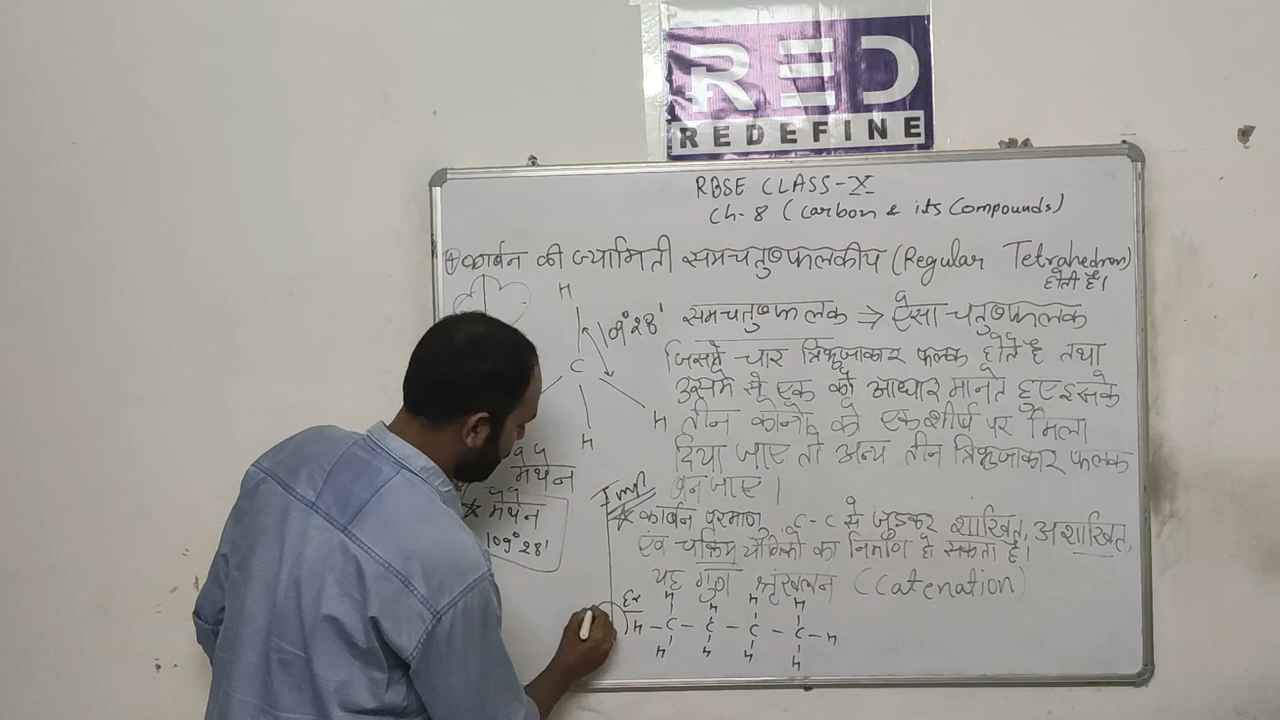 RED
REDEFINE
RBSE CLASS-X
Ch-8 (Carbon & its Compounds)
कार्बन की ज्यामिती समचतुष्फलकीय (Regular Tetrahedron)
होती है।
H
109°28'
C
H
H
समचतुष्फलक ⇒ ऐसा चतुष्फलक
जिसमें चार त्रिभुजाकार फलक होते है तथा
उसमें से एक को आधार मानते हुए इसके
तीन कोनों को एक शीर्ष पर मिला
दिया जाए तो अन्य तीन त्रिभुजाकार फलक
बन जाए।
मेथेन
* मेथेन
109°28'
Imp
* कार्बन परमाणु, C-C से जुड़कर शाखित, अशाखित,
एवं चक्रिय यौगिको का निर्माण हो सकता है।
यह गुण श्रृंखलन (Catenation)
Ex
H H H H
H-C-C-C-C-H
H H H H